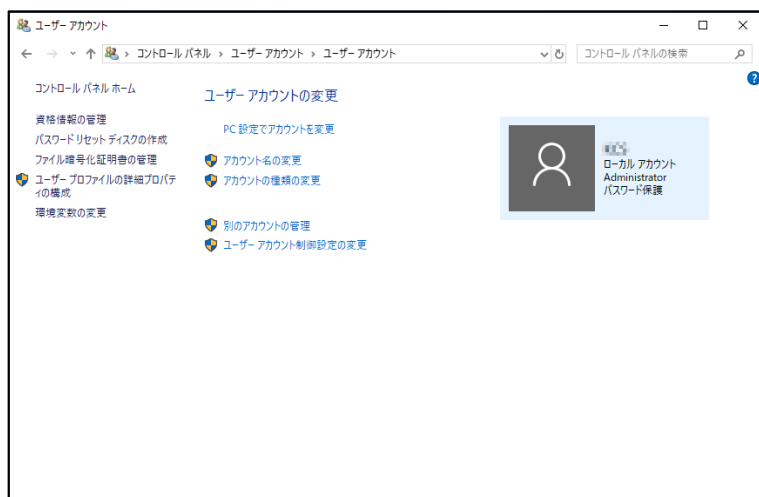 ユーザー アカウント
コントロール パネル › ユーザー アカウント › ユーザー アカウント
コントロール パネルの検索
コントロール パネル ホーム
資格情報の管理
パスワード リセット ディスクの作成
ファイル暗号化証明書の管理
ユーザー プロファイルの詳細プロパテ
ィの構成
環境変数の変更
ユーザー アカウントの変更
PC 設定でアカウントを変更
アカウント名の変更
アカウントの種類の変更
別のアカウントの管理
ユーザー アカウント制御設定の変更
ローカル アカウント
Administrator
パスワード保護